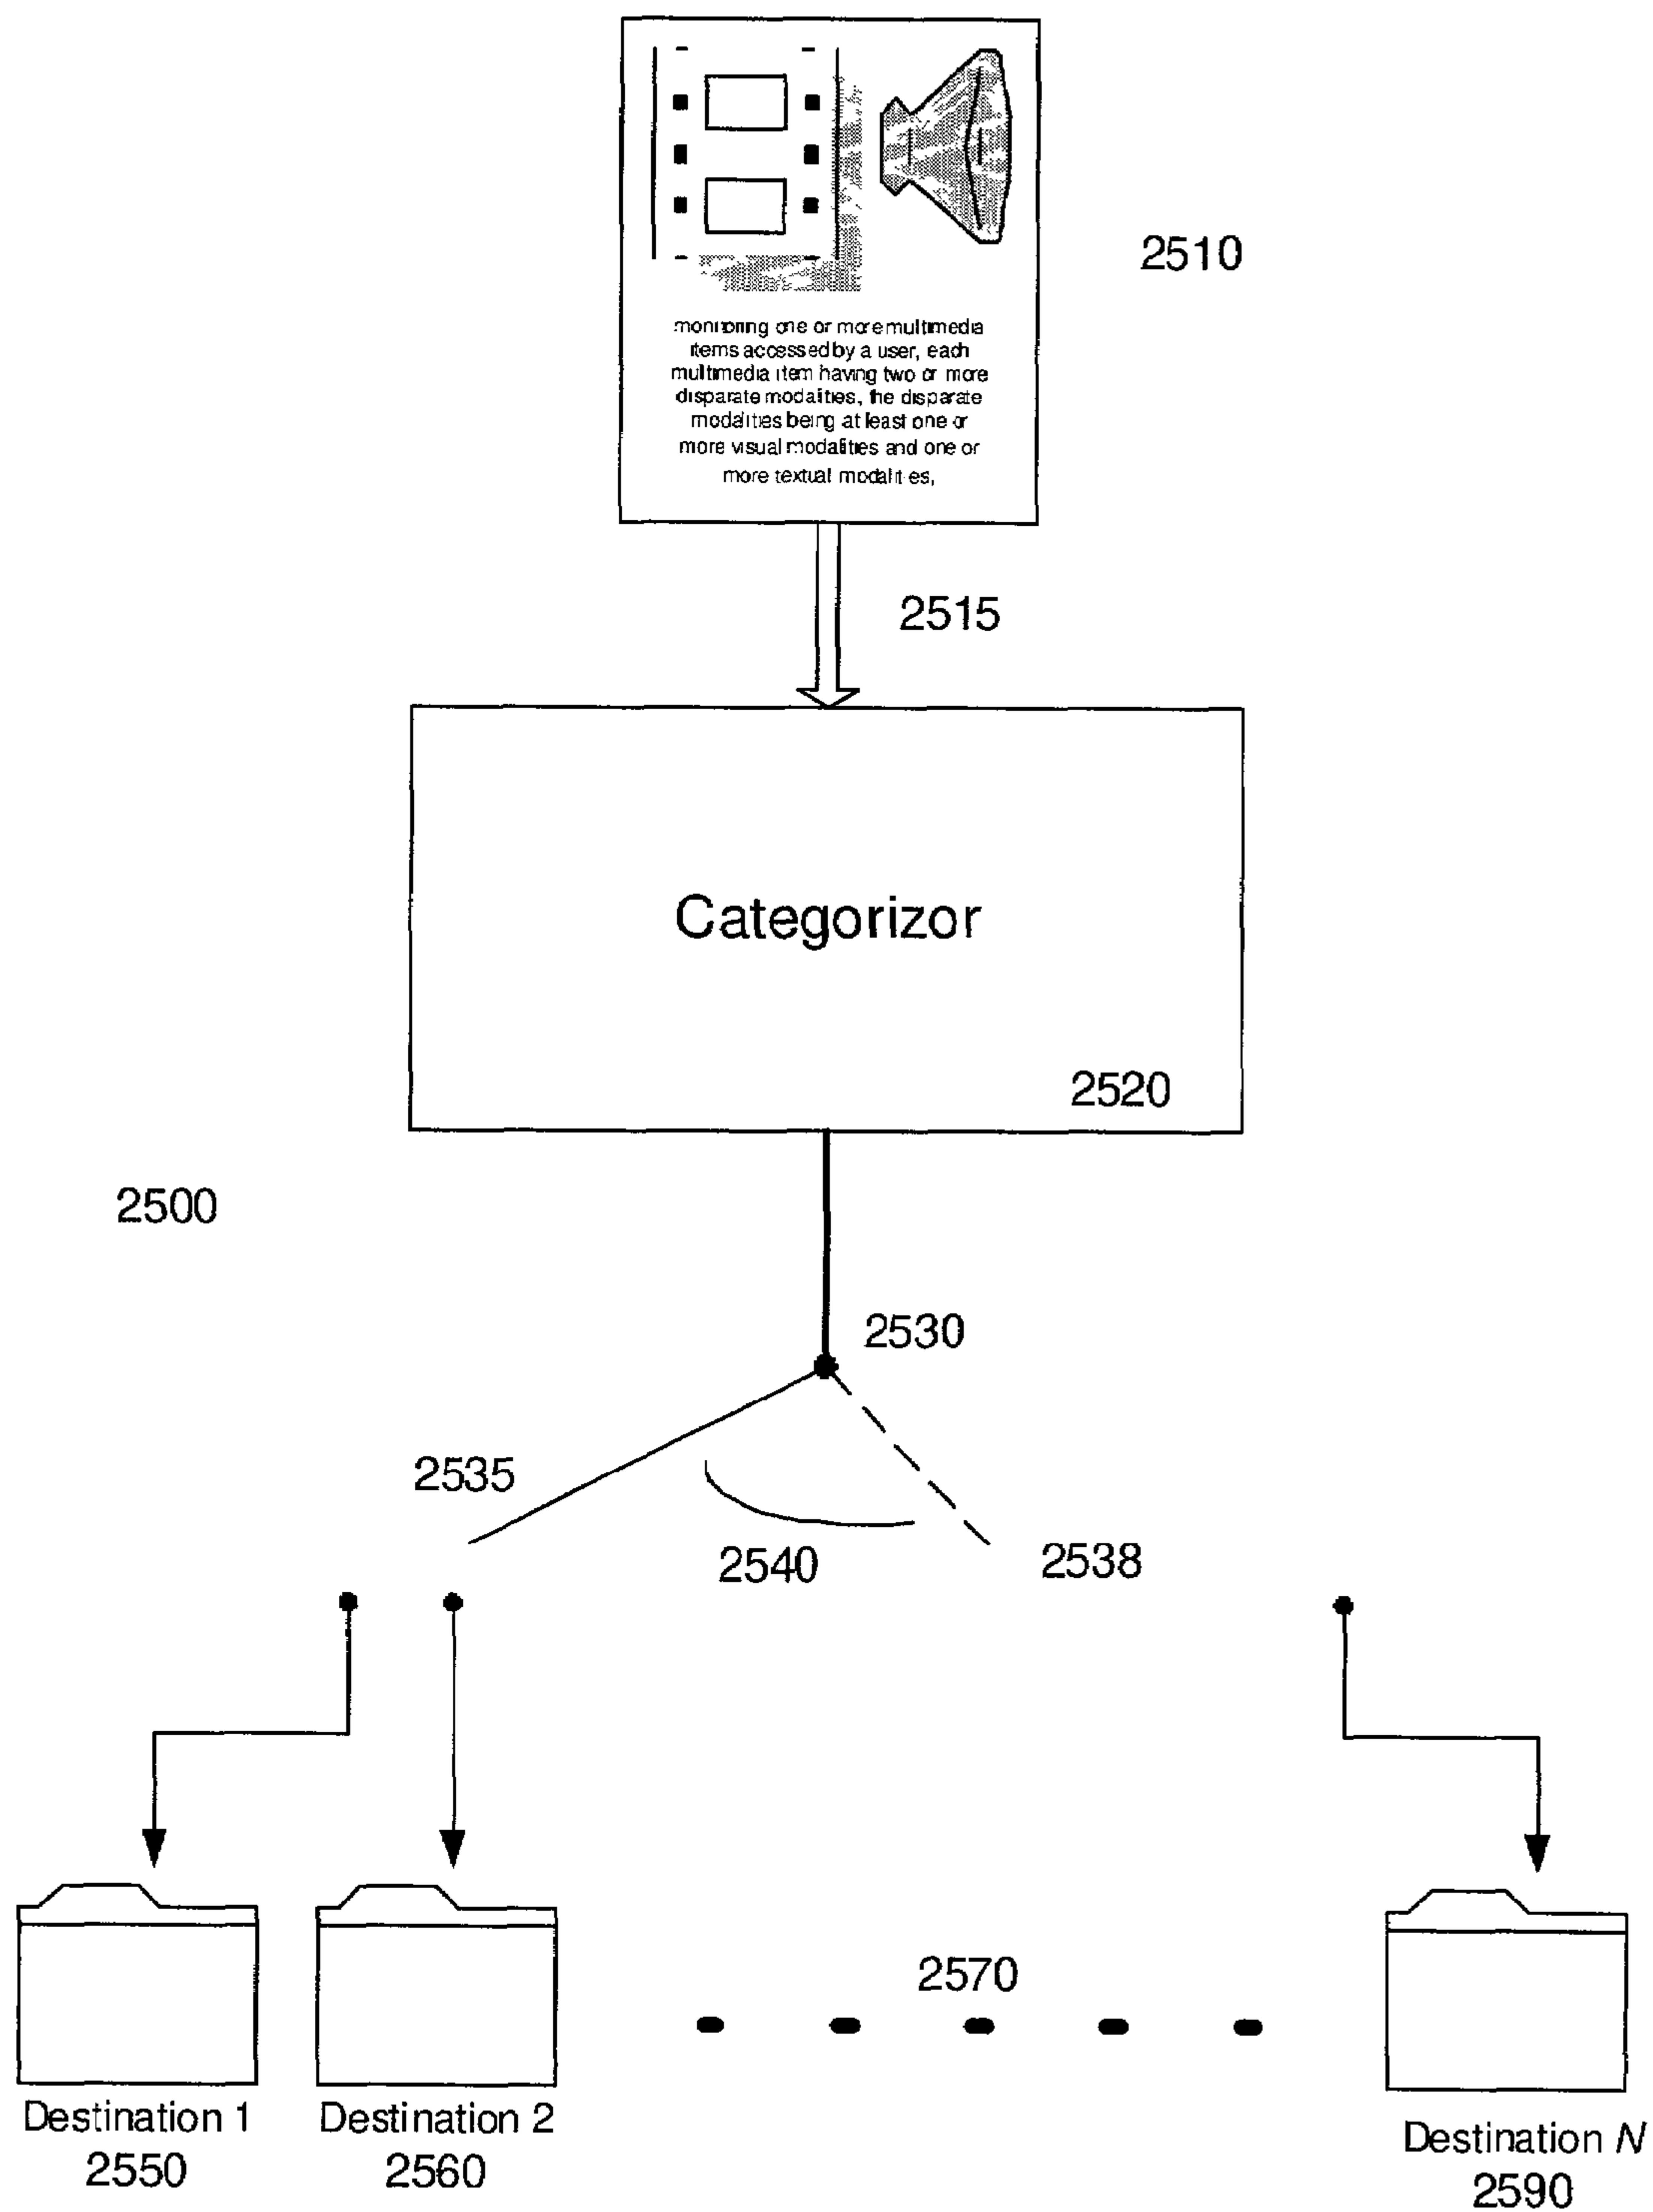 2510
monitoring one or more multimedia
items accessed by a user, each
multimedia item having two or more
disparate modalities, the disparate
modalities being at least one or
more visual modalities and one or
more textual modalities,
2515
Categorizor
2520
2500
2530
2535
2540
2538
2570
Destination 1
2550
Destination 2
2560
Destination N
2590